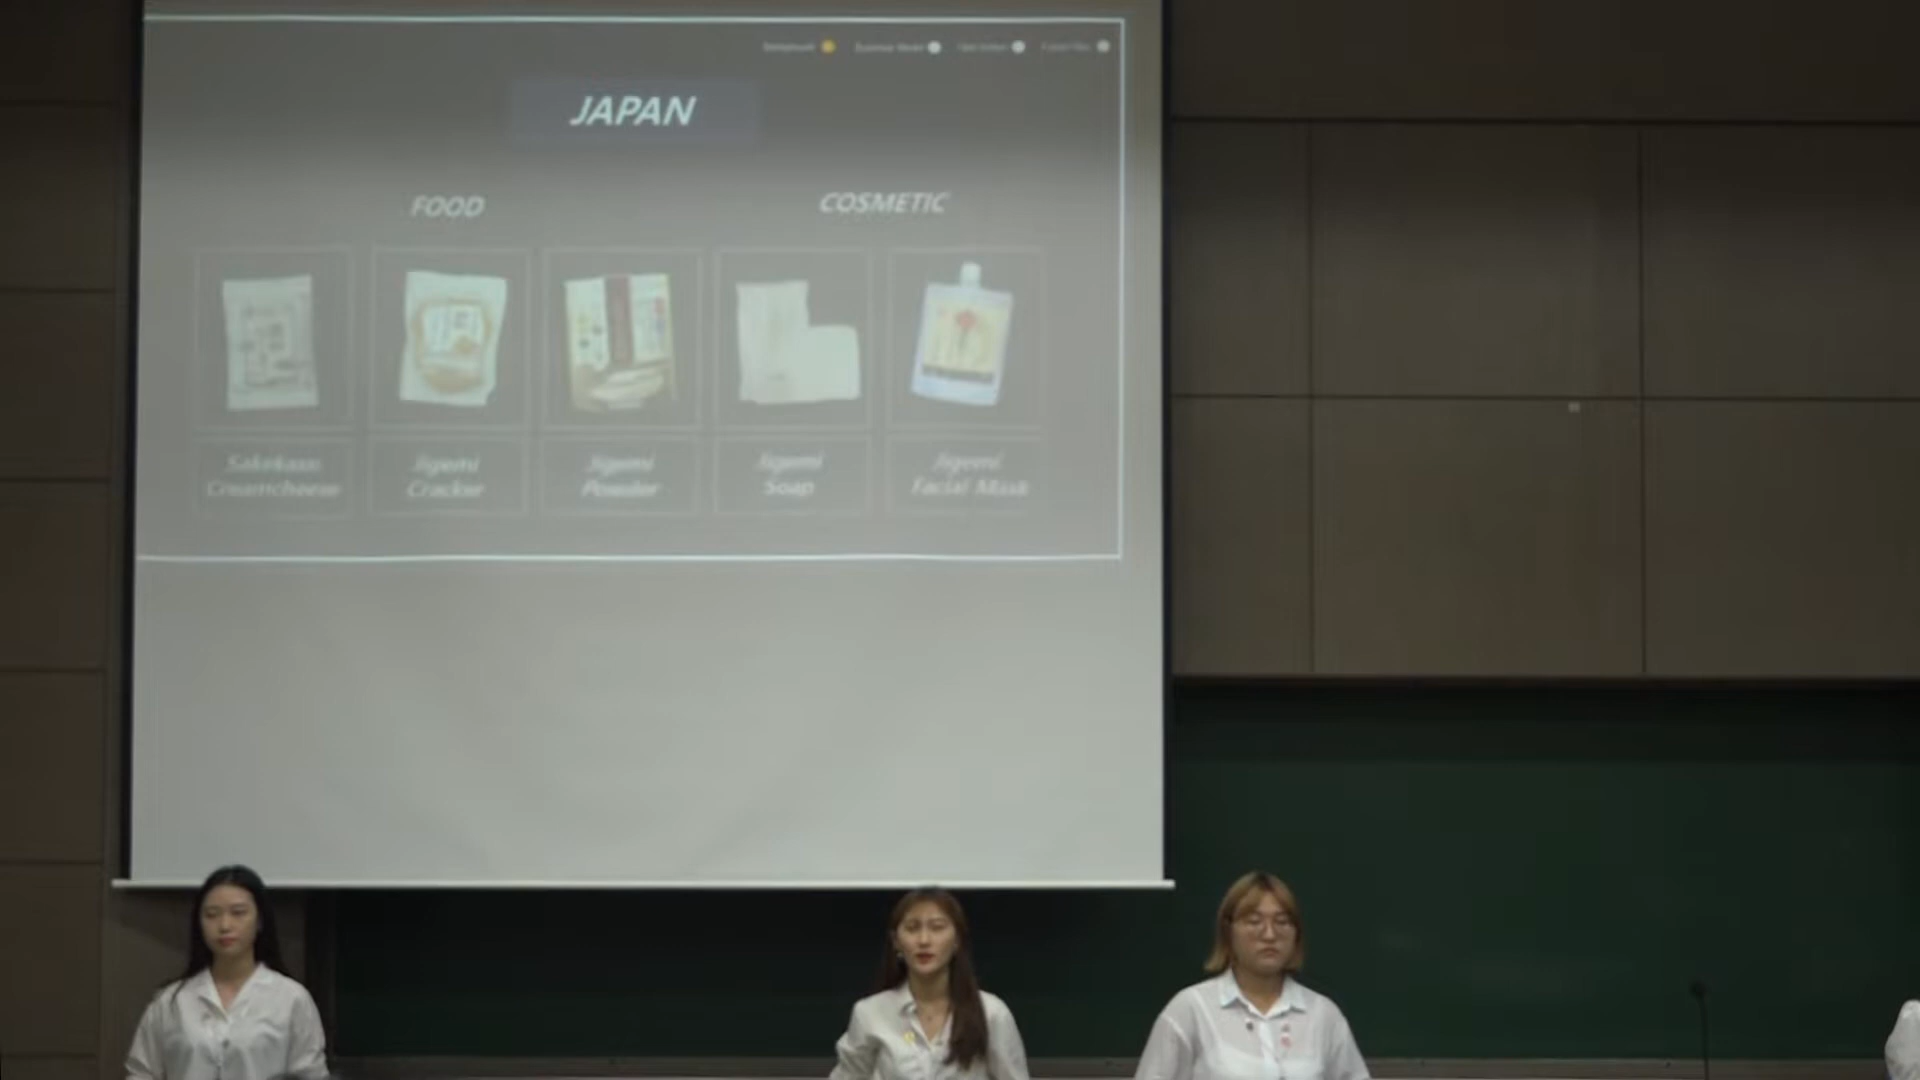 JAPAN
FOOD
COSMETIC
Sakekasu
Creamcheese
Jigemi
Cracker
Jigemi
Powder
Jigemi
Soap
Jigemi
Facial Mask